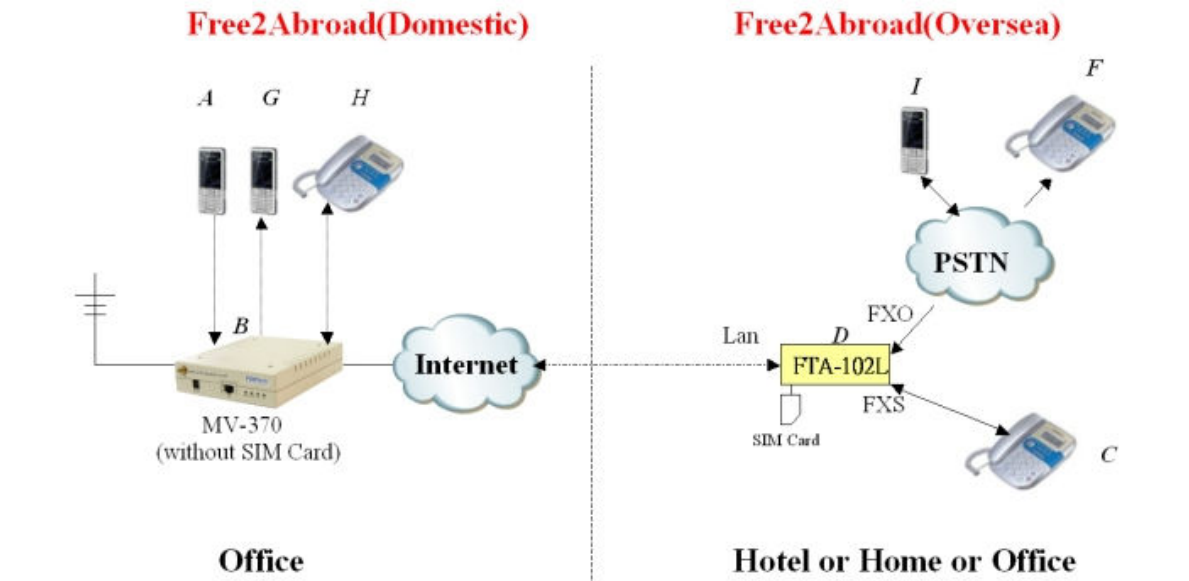 Free2Abroad(Domestic)
Free2Abroad(Oversea)
A
G
H
I
F
PSTN
B
Internet
Lan
D
FXO
FTA-102L
FXS
SIM Card
C
MV-370
(without SIM Card)
Office
Hotel or Home or Office